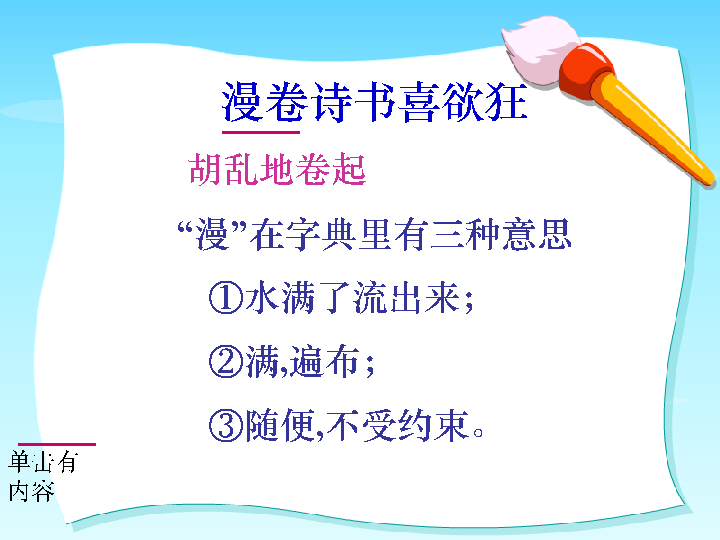 漫卷诗书喜欲狂
胡乱地卷起
“漫”在字典里有三种意思
①水满了流出来；
②满,遍布；
③随便,不受约束。
单击有
内容